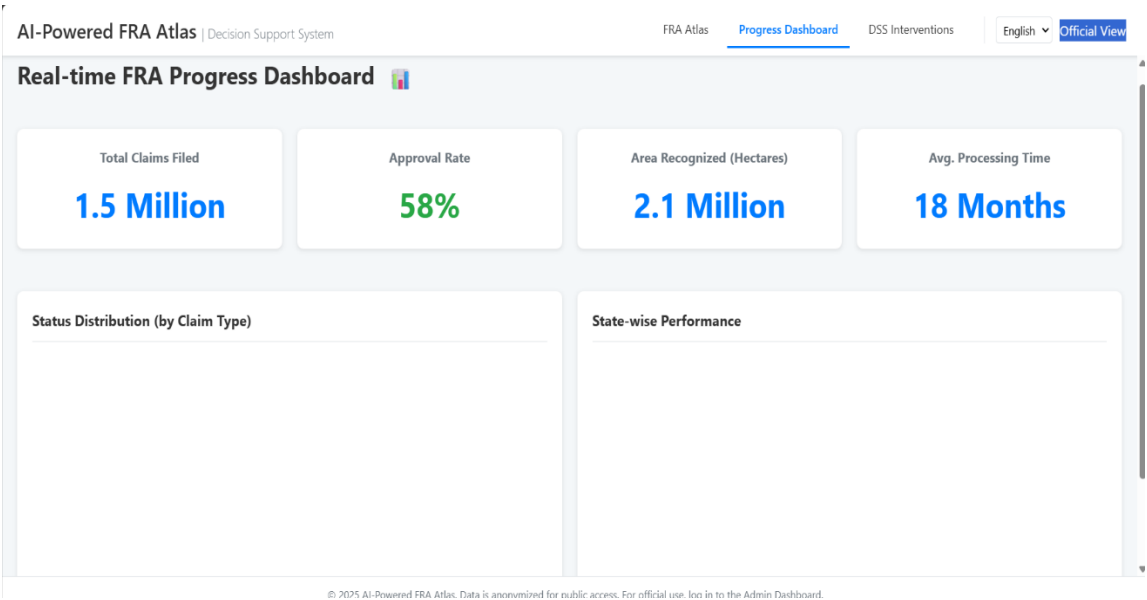 AI-Powered FRA Atlas | Decision Support System
FRA Atlas
Progress Dashboard
DSS Interventions
English
Official View
Real-time FRA Progress Dashboard
Total Claims Filed
1.5 Million
Approval Rate
58%
Area Recognized (Hectares)
2.1 Million
Avg. Processing Time
18 Months
Status Distribution (by Claim Type)
State-wise Performance
© 2025 AI-Powered FRA Atlas. Data is anonymized for public access. For official use, log in to the Admin Dashboard.